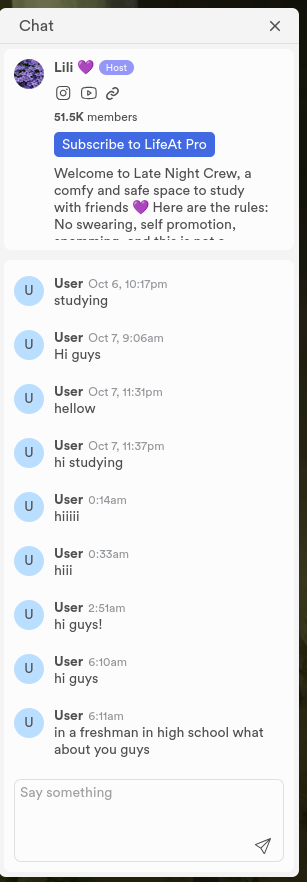 Chat
Lili 💜 Host
51.5K members
Subscribe to LifeAt Pro
Welcome to Late Night Crew, a
comfy and safe space to study
with friends 💜 Here are the rules:
No swearing, self promotion,
spamming, and this is not a
U
User Oct 6, 10:17pm
studying
U
User Oct 7, 9:06am
Hi guys
U
User Oct 7, 11:31pm
hellow
U
User Oct 7, 11:37pm
hi studying
U
User 0:14am
hiiiii
U
User 0:33am
hiii
U
User 2:51am
hi guys!
U
User 6:10am
hi guys
U
User 6:11am
in a freshman in high school what
about you guys
Say something